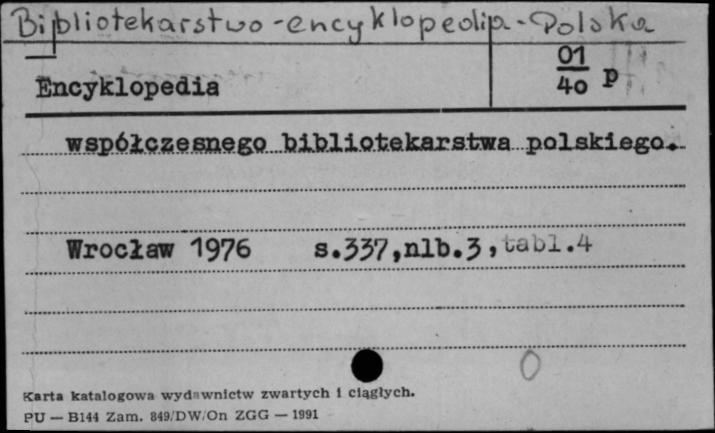 Bibliotekarstwo - encyklopedia - Polska
01
40 p
Encyklopedia
współczesnego bibliotekarstwa polskiego.
Wrocław 1976 s.337,nlb.3,tabl.4
Karta katalogowa wydawnictw zwartych i ciągłych.
PU — B144 Zam. 849/DW/On ZGG — 1991